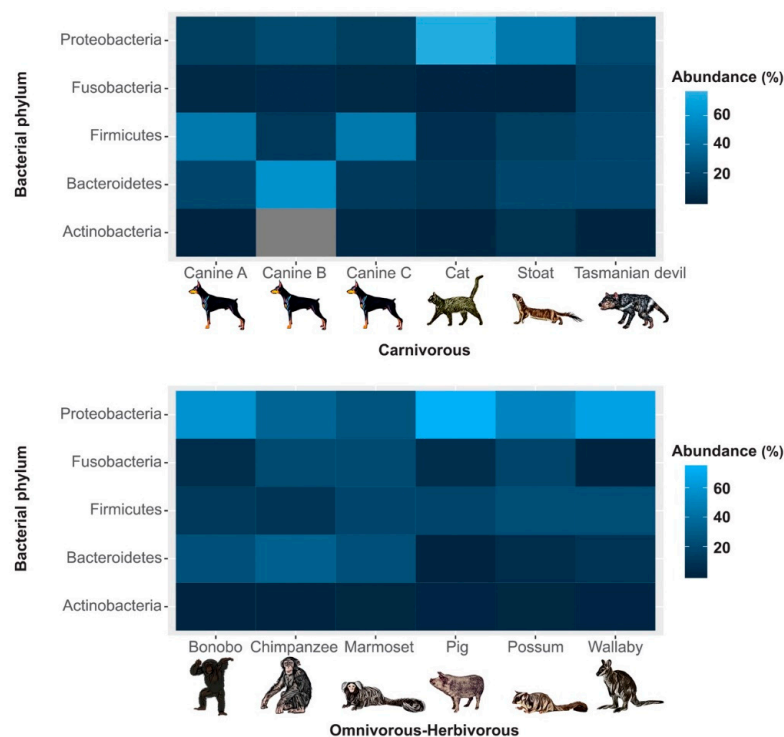 Proteobacteria
Fusobacteria
Firmicutes
Bacteroidetes
Actinobacteria
Bacterial phylum
Canine A Canine B Canine C Cat Stoat Tasmanian devil
Carnivorous
Abundance (%)
60
40
20
Proteobacteria
Fusobacteria
Firmicutes
Bacteroidetes
Actinobacteria
Bacterial phylum
Bonobo Chimpanzee Marmoset Pig Possum Wallaby
Omnivorous-Herbivorous
Abundance (%)
60
40
20